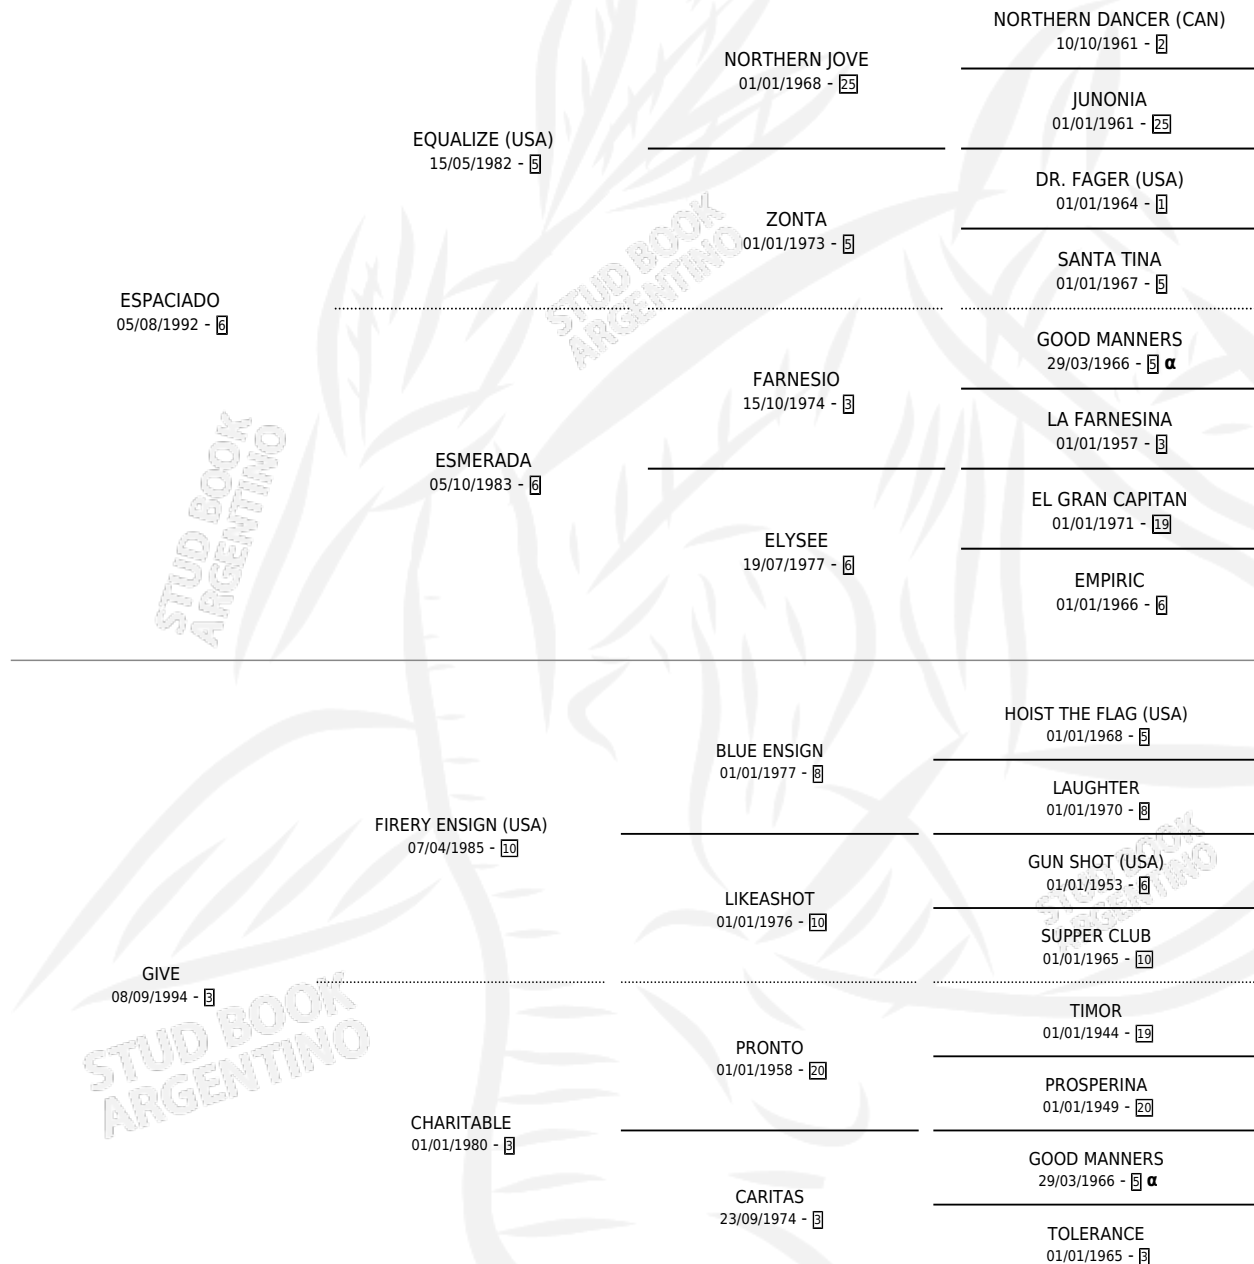 NORTHERN DANCER (CAN)
10/10/1961 - 2
NORTHERN JOVE
01/01/1968 - 25
JUNONIA
01/01/1961 - 25
EQUALIZE (USA)
15/05/1982 - 5
DR. FAGER (USA)
01/01/1964 - 1
ZONTA
01/01/1973 - 5
SANTA TINA
01/01/1967 - 5
ESPACIADO
05/08/1992 - 6
GOOD MANNERS
29/03/1966 - 5 α
FARNESIO
15/10/1974 - 3
LA FARNESINA
01/01/1957 - 3
ESMERADA
05/10/1983 - 6
EL GRAN CAPITAN
01/01/1971 - 19
ELYSEE
19/07/1977 - 6
EMPIRIC
01/01/1966 - 6
HOIST THE FLAG (USA)
01/01/1968 - 5
BLUE ENSIGN
01/01/1977 - 8
LAUGHTER
01/01/1970 - 8
FIRERY ENSIGN (USA)
07/04/1985 - 10
GUN SHOT (USA)
01/01/1953 - 6
LIKEASHOT
01/01/1976 - 10
SUPPER CLUB
01/01/1965 - 10
GIVE
08/09/1994 - 3
TIMOR
01/01/1944 - 19
PRONTO
01/01/1958 - 20
PROSPERINA
01/01/1949 - 20
CHARITABLE
01/01/1980 - 3
GOOD MANNERS
29/03/1966 - 5 α
CARITAS
23/09/1974 - 3
TOLERANCE
01/01/1965 - 3
STUD BOOK
ARGENTINO
STUD BOOK
ARGENTINO
STUD BOOK
ARGENTINO
STUD BOOK
ARGENTINO